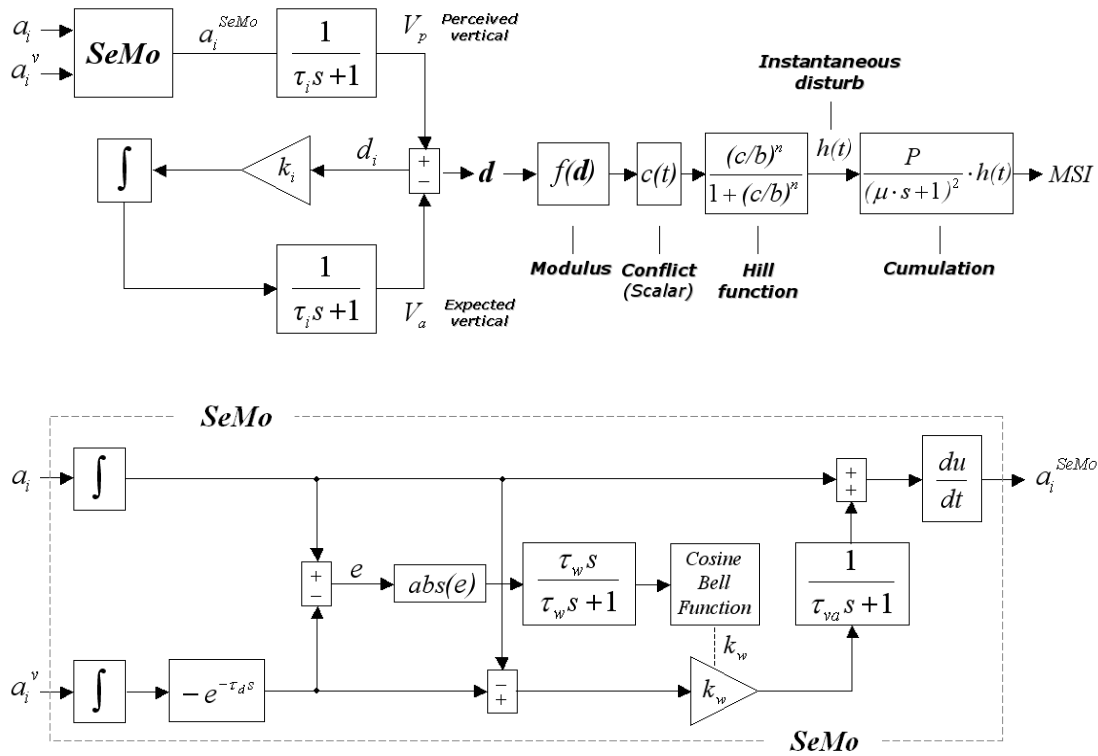 a_i
a_i^v
SeMo
a_i^{SeMo}
1
τ_i s +1
V_p Perceived vertical
∫
k_i
d_i
+
−
d
f(d)
c(t)
(c/b)^n
1 + (c/b)^n
h(t)
P
(μ · s +1)^2
· h(t)
MSI
Instantaneous
disturb
Modulus
Conflict
(Scalar)
Hill
function
Cumulation
1
τ_i s +1
V_a Expected vertical
SeMo
a_i
∫
+
+
du
dt
a_i^{SeMo}
+
−
e
abs(e)
τ_w s
τ_w s +1
Cosine
Bell
Function
1
τ_{va} s +1
k_w
a_i^v
∫
− e^{−τ_d s}
−
+
k_w
SeMo